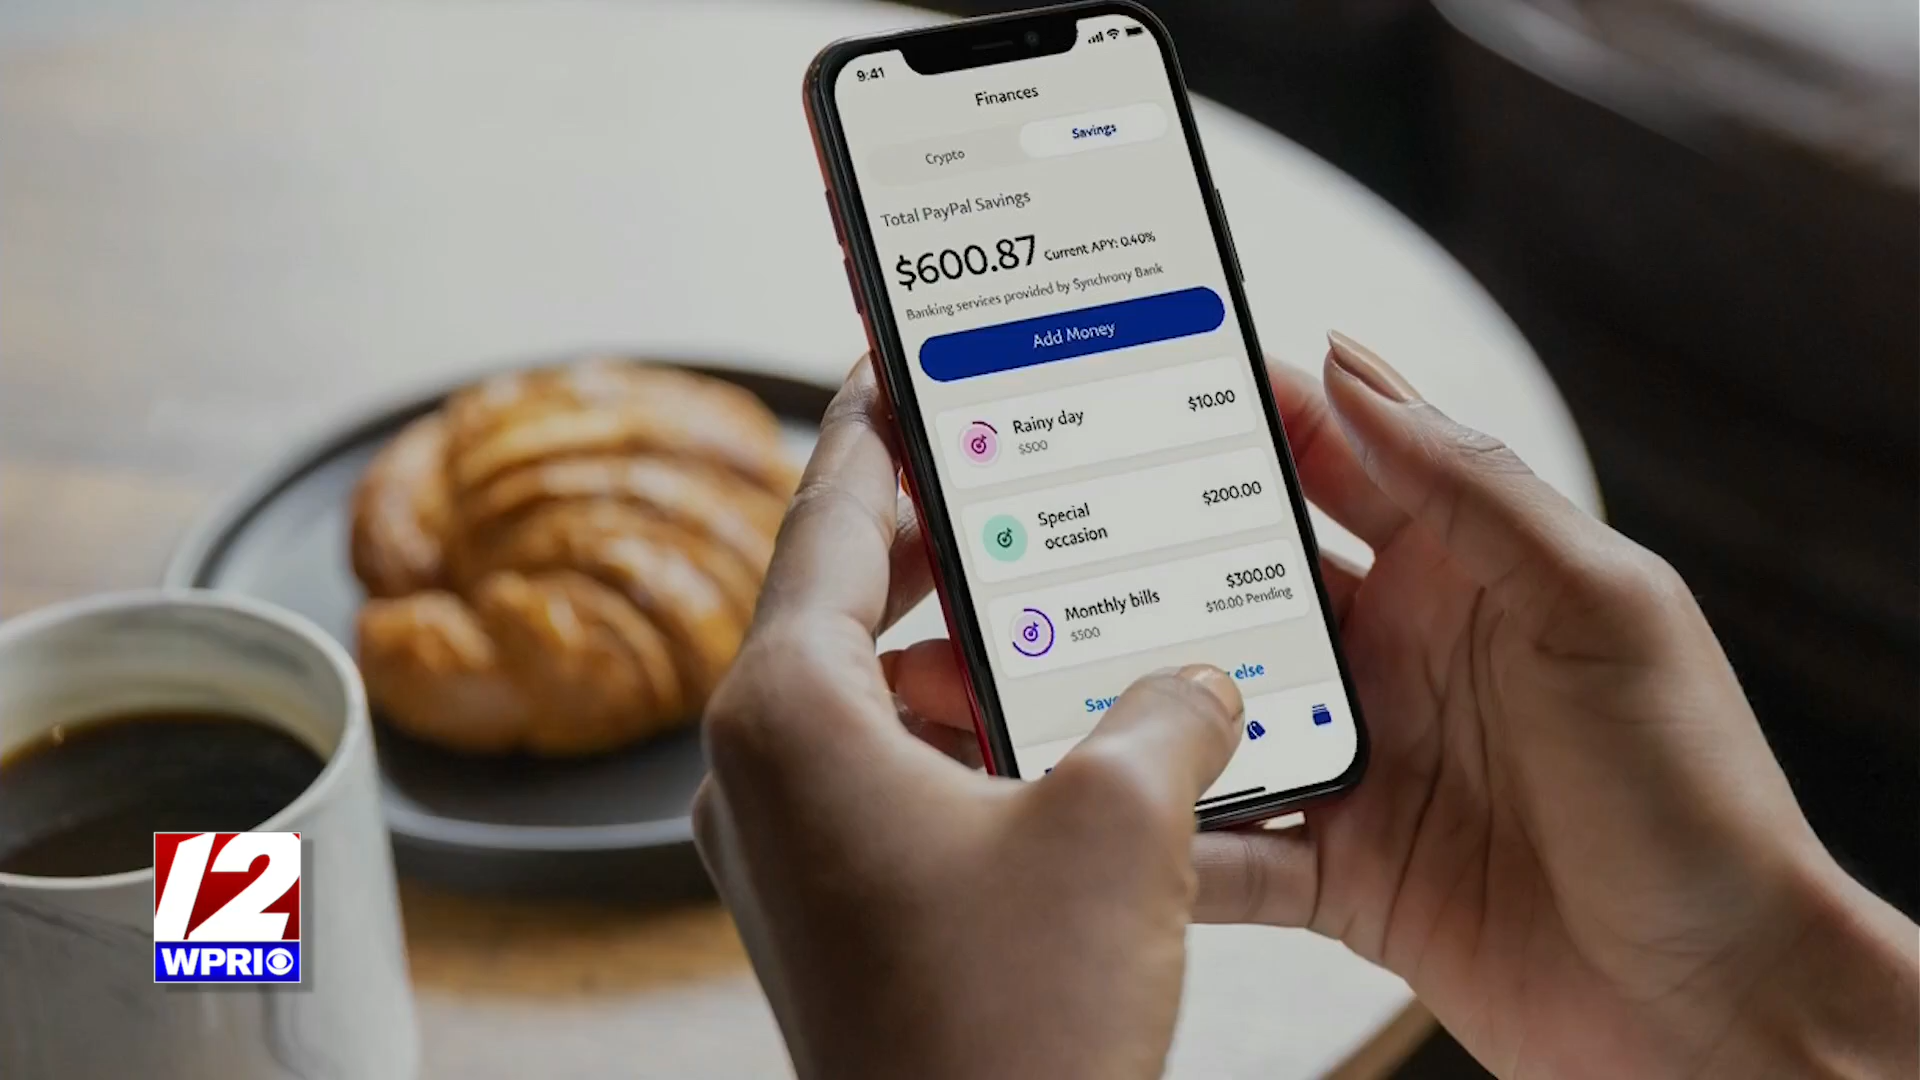 9:41
Finances
Crypto
Savings
Total PayPal Savings
$600.87 Current APY: 0.40%
Banking services provided by Synchrony Bank
Add Money
Rainy day
$500
$10.00
Special
occasion
$200.00
Monthly bills
$500
$300.00
$10.00 Pending
else
12
WPRI